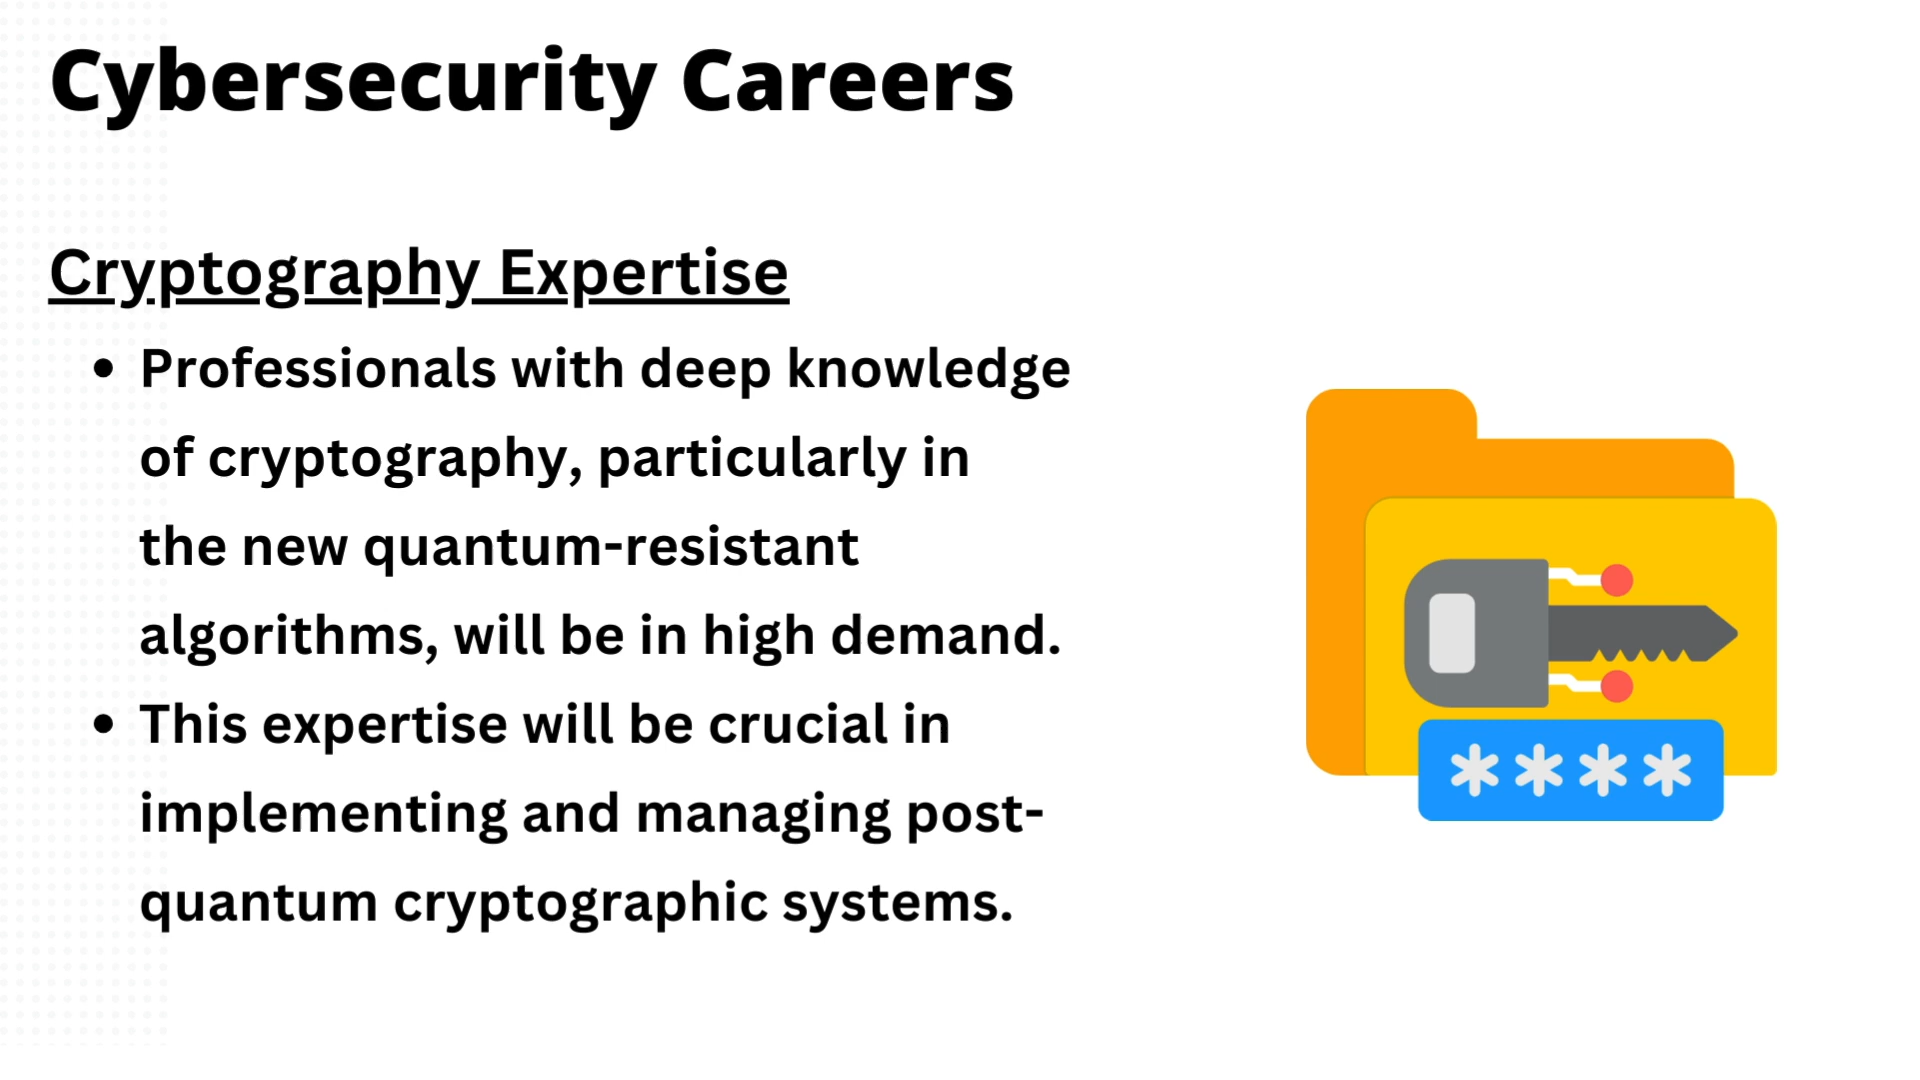 Cybersecurity Careers
Cryptography Expertise
• Professionals with deep knowledge
of cryptography, particularly in
the new quantum-resistant
algorithms, will be in high demand.
• This expertise will be crucial in
implementing and managing post-
quantum cryptographic systems.
****